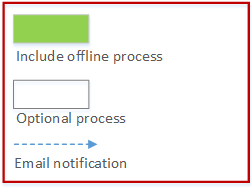 Include offline process
Optional process
Email notification